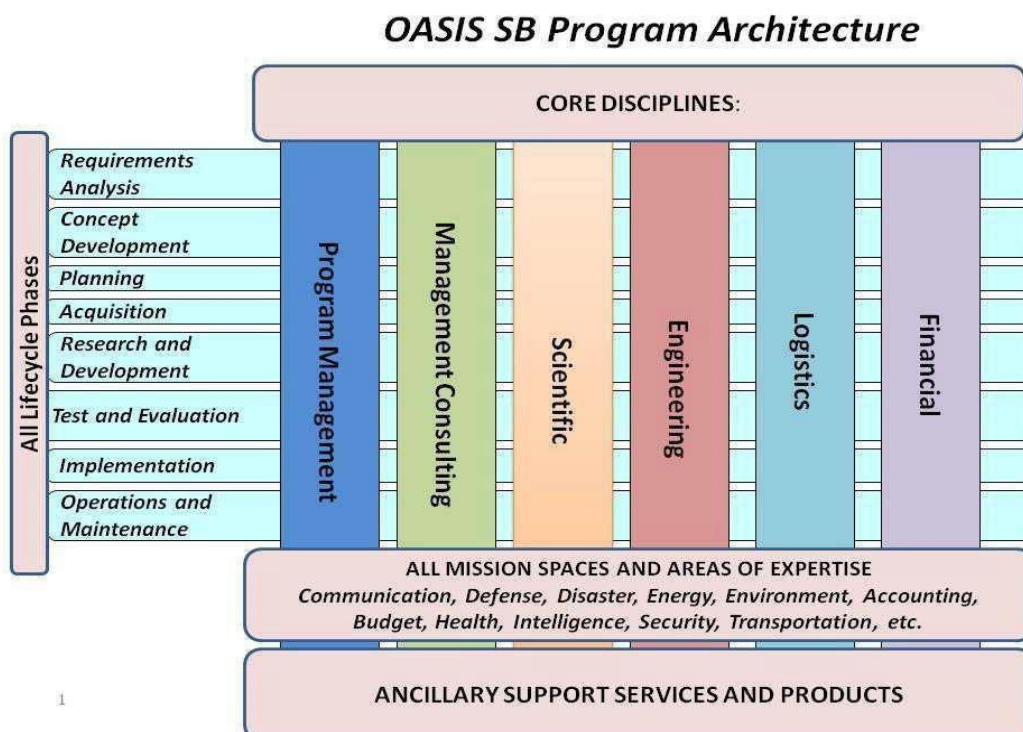 OASIS SB Program Architecture
CORE DISCIPLINES:
All Lifecycle Phases
Requirements
Analysis
Concept
Development
Planning
Acquisition
Research and
Development
Test and Evaluation
Implementation
Operations and
Maintenance
Program Management
Management Consulting
Scientific
Engineering
Logistics
Financial
ALL MISSION SPACES AND AREAS OF EXPERTISE
Communication, Defense, Disaster, Energy, Environment, Accounting,
Budget, Health, Intelligence, Security, Transportation, etc.
ANCILLARY SUPPORT SERVICES AND PRODUCTS
1